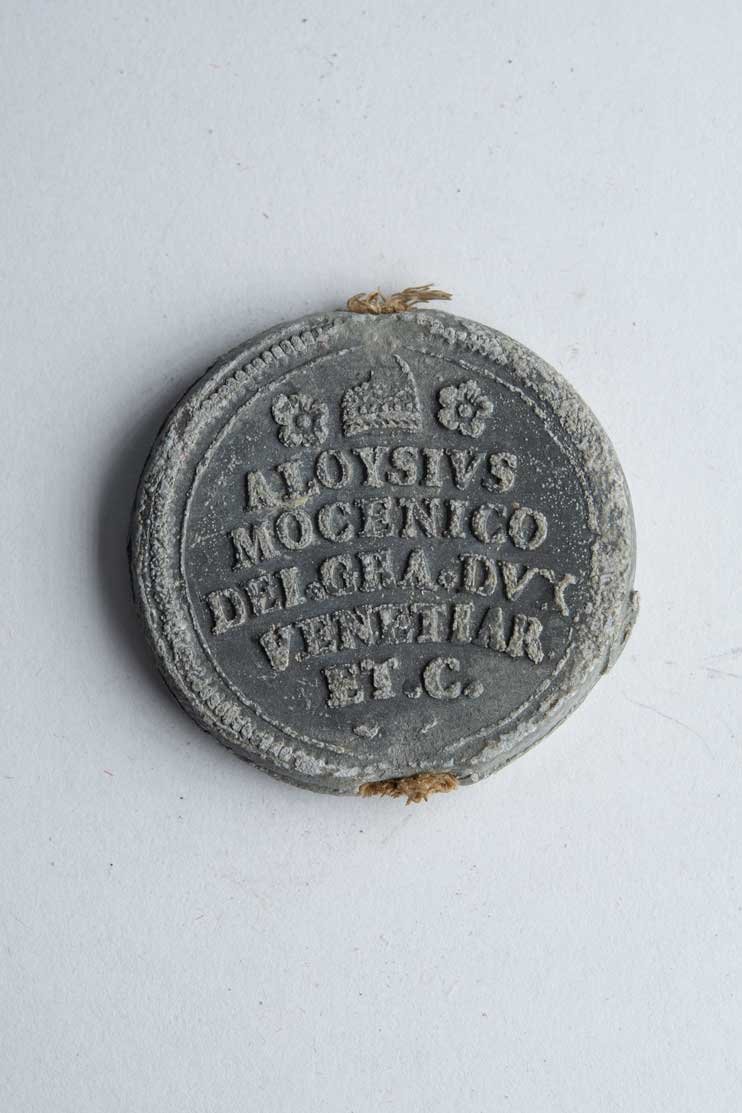 ALOYSIVS
MOCENICO
DEI.GRA.DVX
VENETIAR
ET.C.